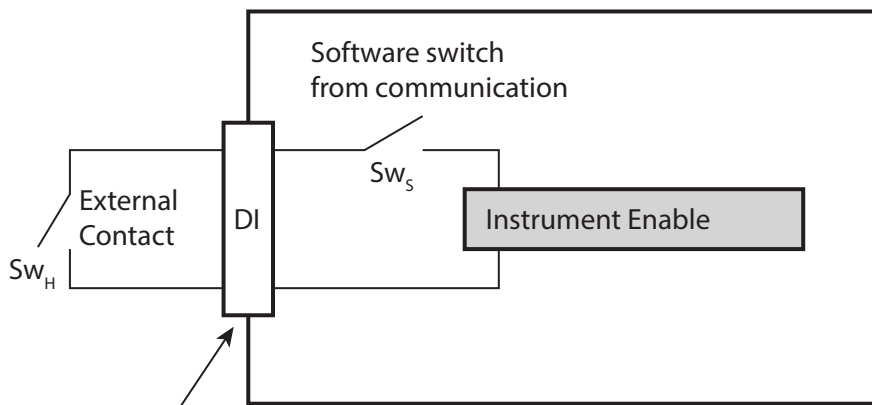 Software switch
from communication
Sw_S
External
Contact
DI
Instrument Enable
Sw_H